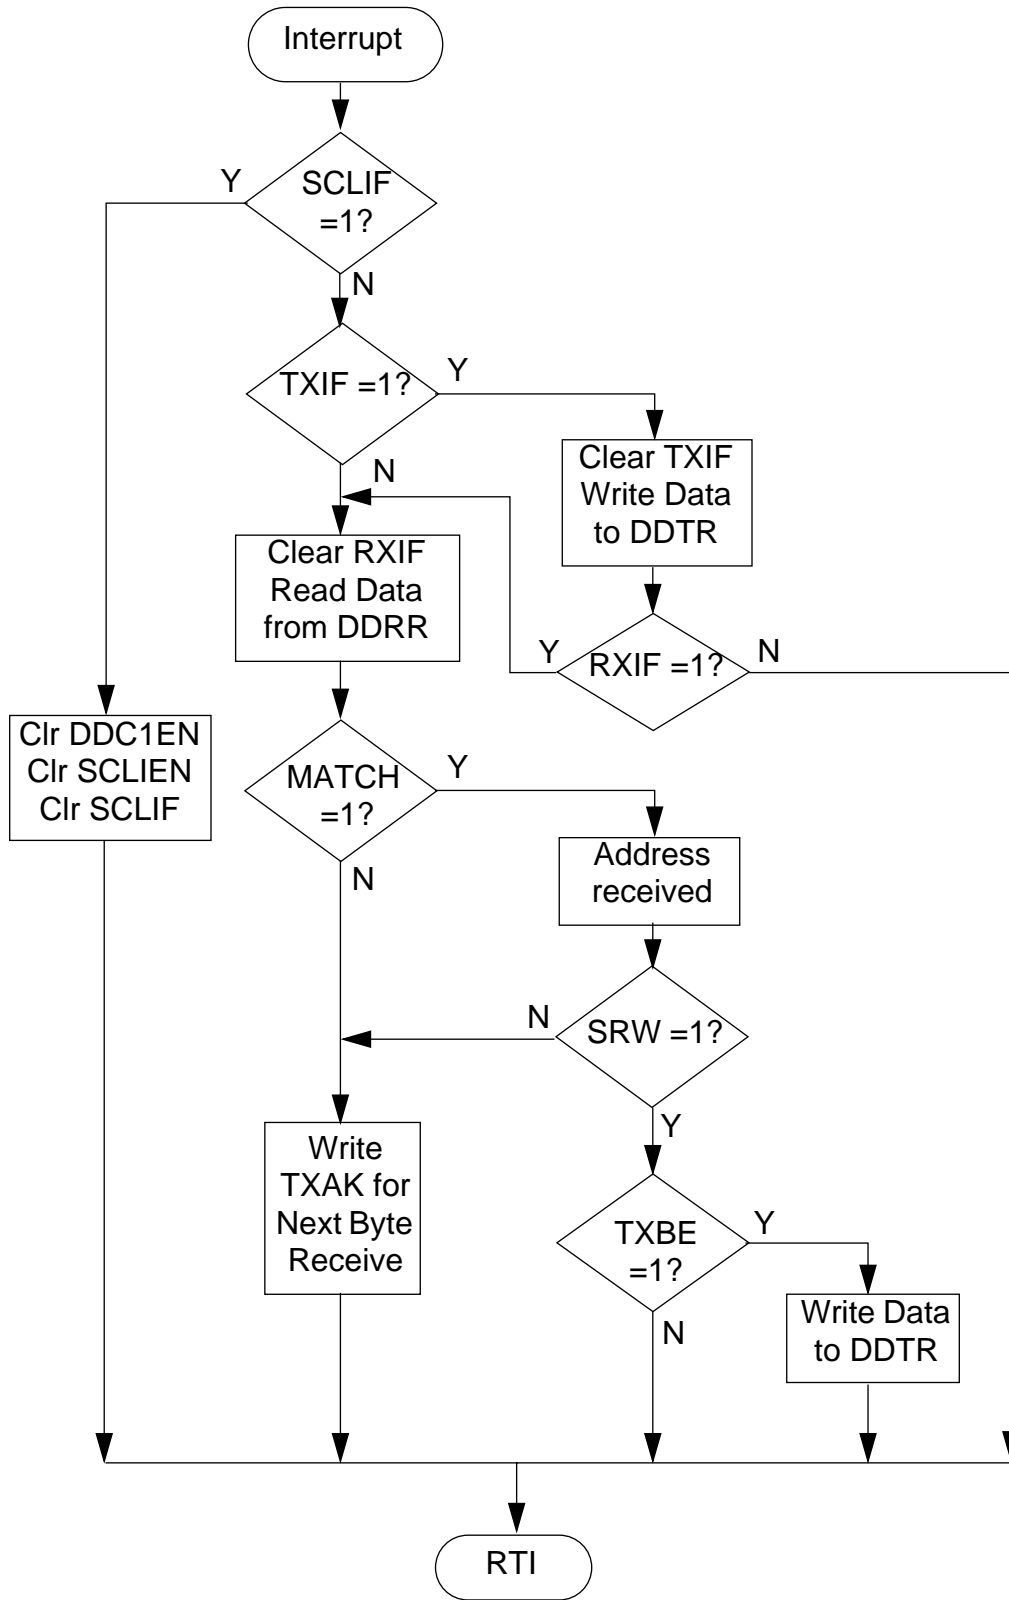 Interrupt
Y
SCLIF
=1?
N
TXIF =1?
Y
N
Clear TXIF
Write Data
to DDTR
Clear RXIF
Read Data
from DDRR
Y
RXIF =1?
N
Clr DDC1EN
Clr SCLIEN
Clr SCLIF
MATCH
=1?
Y
N
Address
received
N
SRW =1?
Y
Write
TXAK for
Next Byte
Receive
TXBE
=1?
Y
N
Write Data
to DDTR
RTI